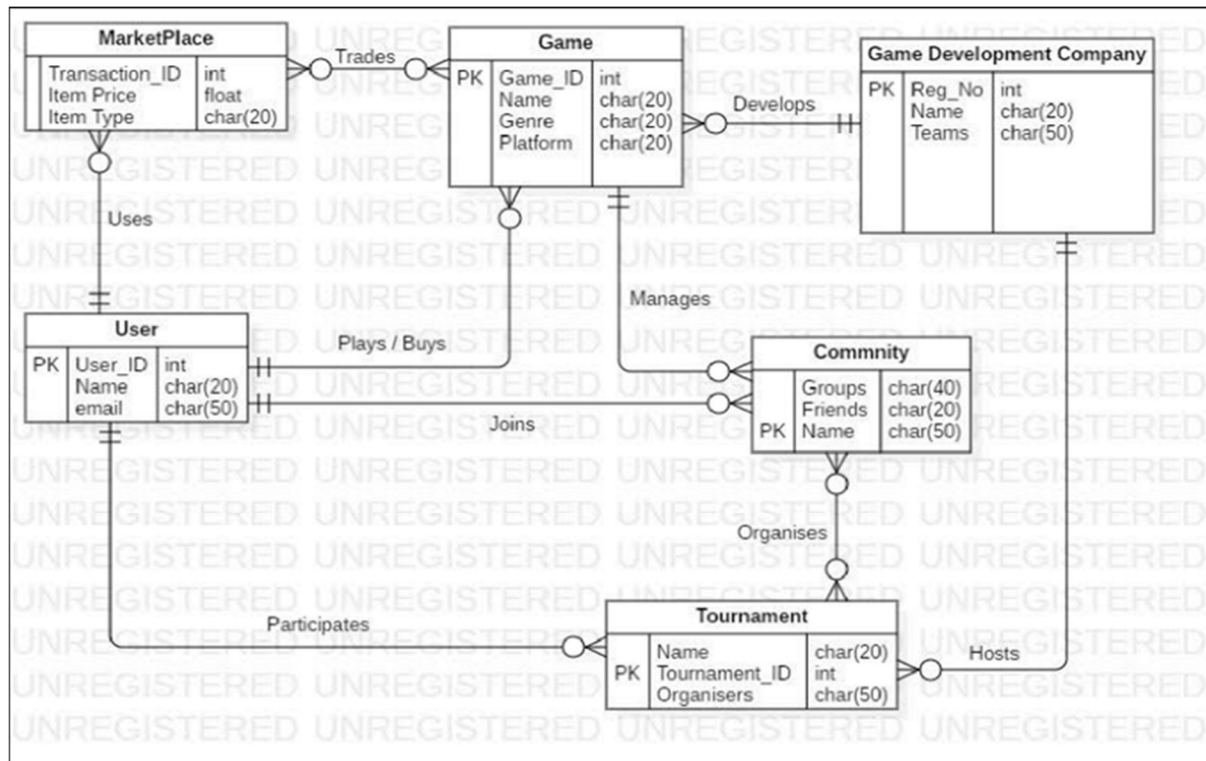 MarketPlace
Transaction_ID int
Item Price float
Item Type char(20)
Trades
Game
PK Game_ID int
Name char(20)
Genre char(20)
Platform char(20)
Develops
Game Development Company
PK Reg_No int
Name char(20)
Teams char(50)
Uses
Manages
User
PK User_ID int
Name char(20)
email char(50)
Plays / Buys
Joins
Commnity
Groups char(40)
Friends char(20)
PK Name char(50)
Organises
Participates
Tournament
Name char(20)
PK Tournament_ID int
Organisers char(50)
Hosts
UNREGISTERED